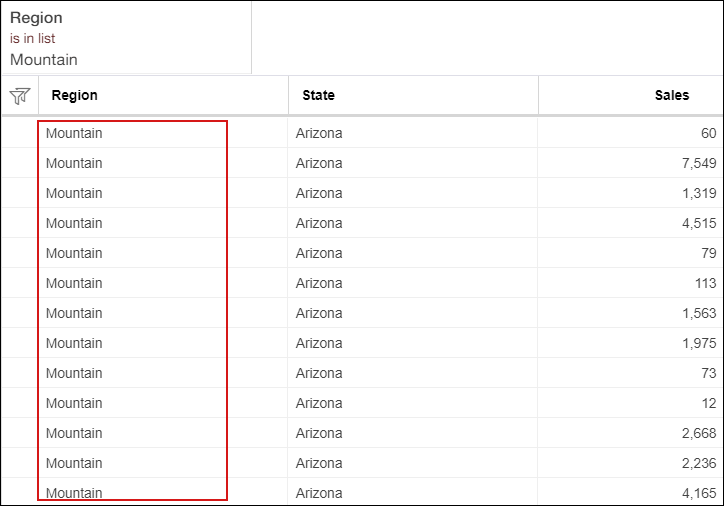 Region
is in list
Mountain
Region State Sales
Mountain Arizona 60
Mountain Arizona 7,549
Mountain Arizona 1,319
Mountain Arizona 4,515
Mountain Arizona 79
Mountain Arizona 113
Mountain Arizona 1,563
Mountain Arizona 1,975
Mountain Arizona 73
Mountain Arizona 12
Mountain Arizona 2,668
Mountain Arizona 2,236
Mountain Arizona 4,165